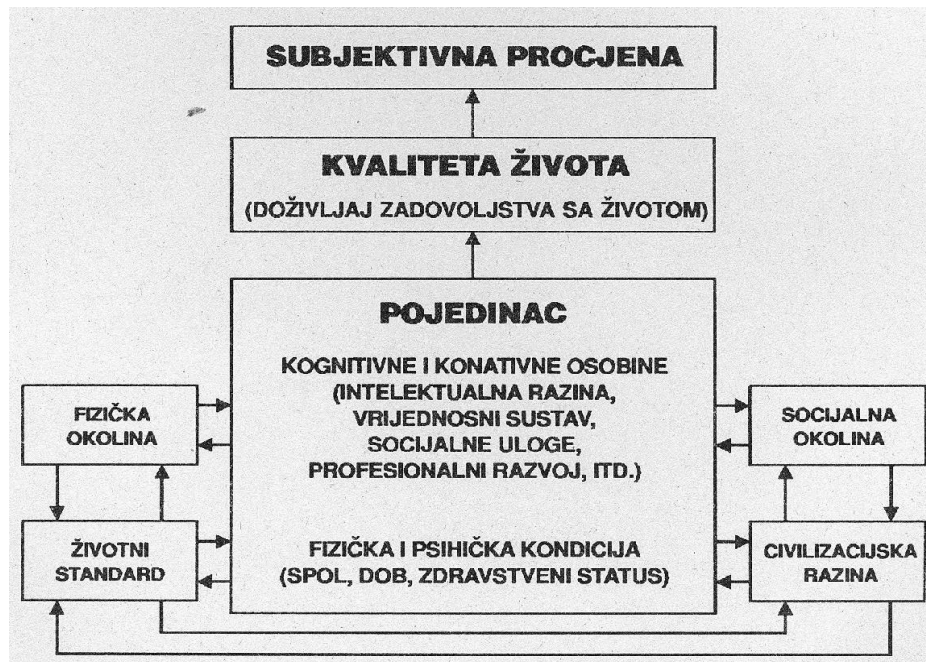 SUBJEKTIVNA PROCJENA
KVALITETA ŽIVOTA
(DOŽIVLJAJ ZADOVOLJSTVA SA ŽIVOTOM)
POJEDINAC
KOGNITIVNE I KONATIVNE OSOBINE
(INTELEKTUALNA RAZINA,
VRIJEDNOSNI SUSTAV,
SOCIJALNE ULOGE,
PROFESIONALNI RAZVOJ, ITD.)
FIZIČKA I PSIHIČKA KONDICIJA
(SPOL, DOB, ZDRAVSTVENI STATUS)
FIZIČKA
OKOLINA
ŽIVOTNI
STANDARD
SOCIJALNA
OKOLINA
CIVILIZACIJSKA
RAZINA